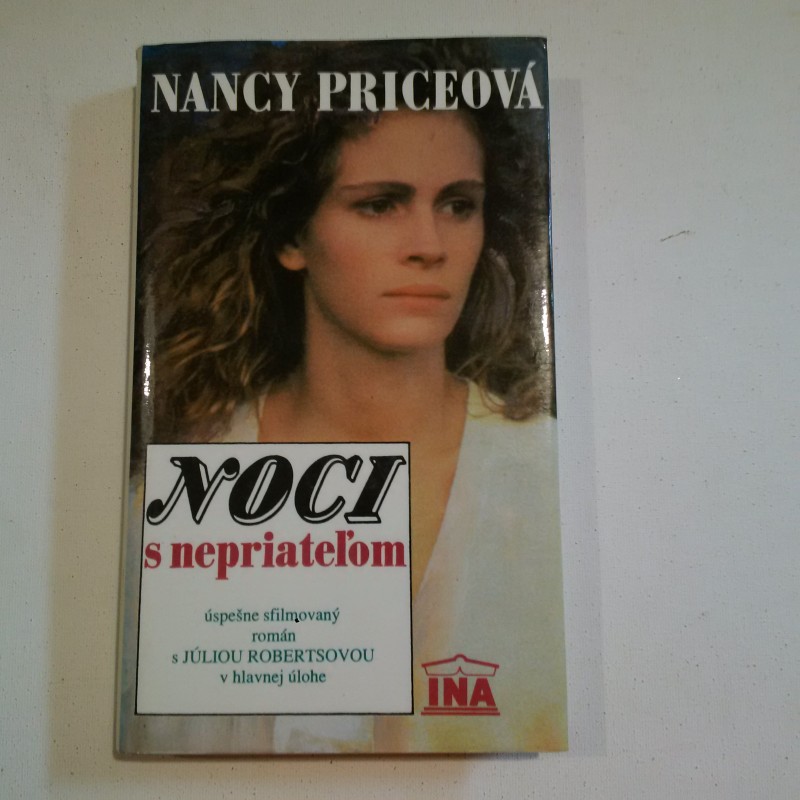 NANCY PRICEOVÁ
NOCI
s nepriateľom
úspešne sfilmovaný
román
s JÚLIOU ROBERTSOVOU
v hlavnej úlohe
INA